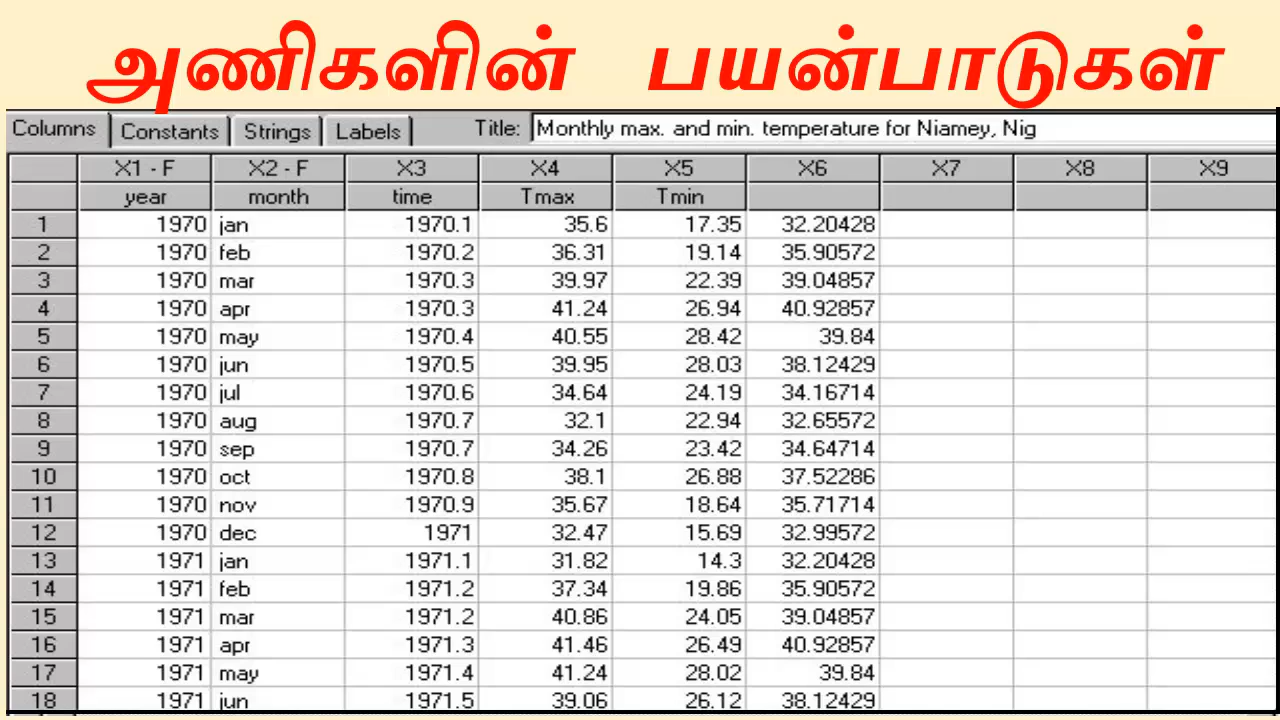 அணிகளின் பயன்பாடுகள்
Columns Constants Strings Labels Title: Monthly max. and min. temperature for Niamey, Nig
X1 - F X2 - F X3 X4 X5 X6 X7 X8 X9
year month time Tmax Tmin
1 1970 jan 1970.1 35.6 17.35 32.20428
2 1970 feb 1970.2 36.31 19.14 35.90572
3 1970 mar 1970.3 39.97 22.39 39.04857
4 1970 apr 1970.3 41.24 26.94 40.92857
5 1970 may 1970.4 40.55 28.42 39.84
6 1970 jun 1970.5 39.95 28.03 38.12429
7 1970 jul 1970.6 34.64 24.19 34.16714
8 1970 aug 1970.7 32.1 22.94 32.65572
9 1970 sep 1970.7 34.26 23.42 34.64714
10 1970 oct 1970.8 38.1 26.88 37.52286
11 1970 nov 1970.9 35.67 18.64 35.71714
12 1970 dec 1971 32.47 15.69 32.99572
13 1971 jan 1971.1 31.82 14.3 32.20428
14 1971 feb 1971.2 37.34 19.86 35.90572
15 1971 mar 1971.2 40.86 24.05 39.04857
16 1971 apr 1971.3 41.46 26.49 40.92857
17 1971 may 1971.4 41.24 28.02 39.84
18 1971 jun 1971.5 39.06 26.12 38.12429